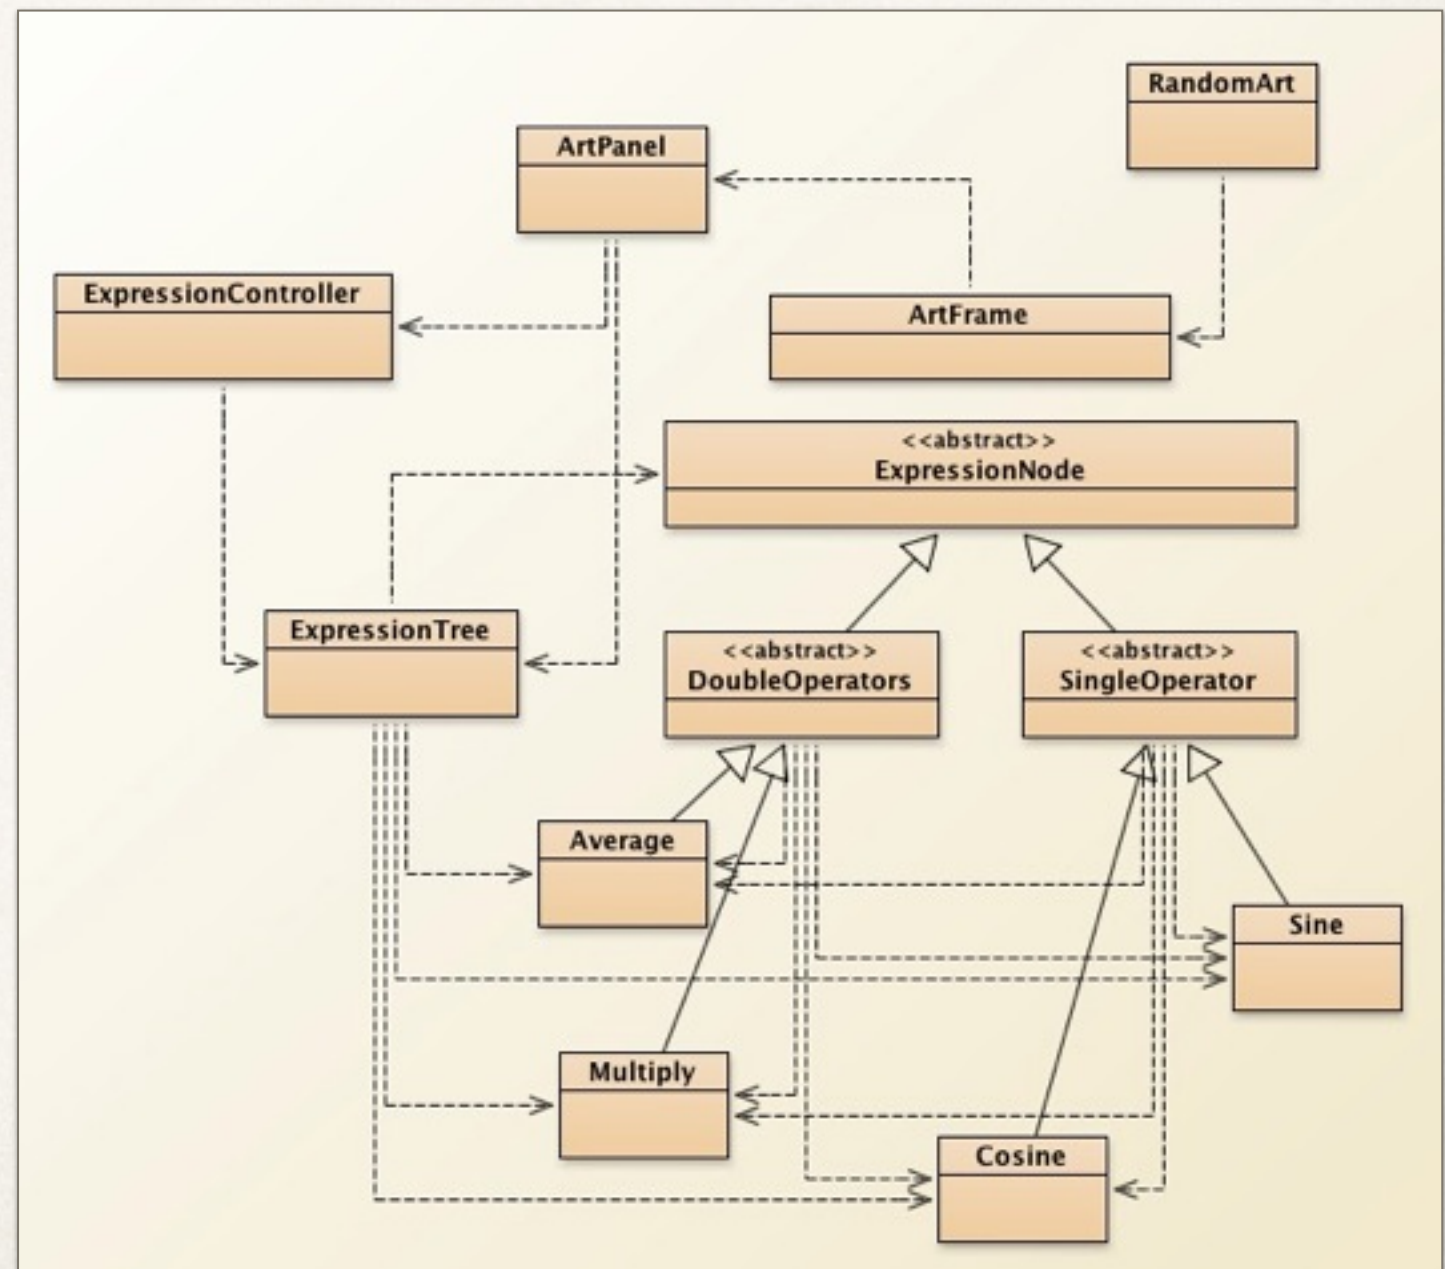 RandomArt
ArtPanel
ExpressionController
ArtFrame
<<abstract>>
ExpressionNode
ExpressionTree
<<abstract>>
DoubleOperators
<<abstract>>
SingleOperator
Average
Sine
Multiply
Cosine